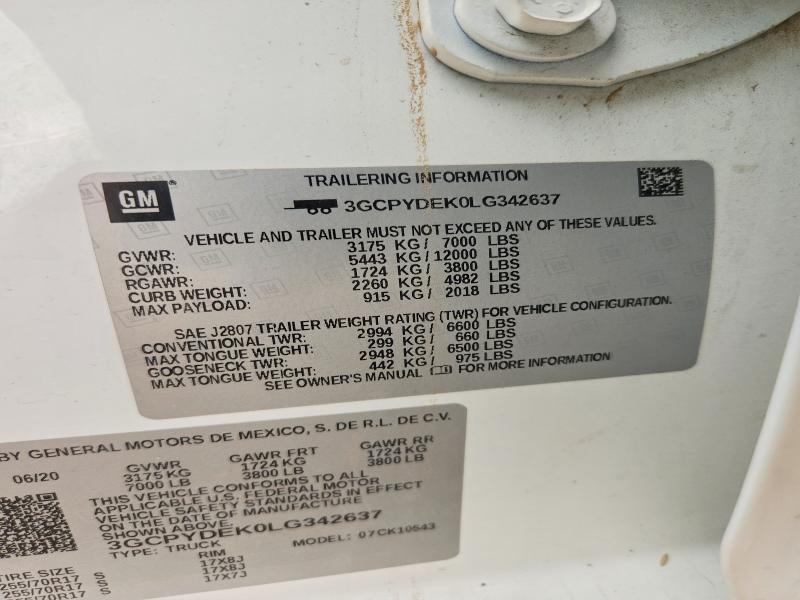 GM
TRAILERING INFORMATION
3GCPYDEK0LG342637
VEHICLE AND TRAILER MUST NOT EXCEED ANY OF THESE VALUES.
GVWR: 3175 KG / 7000 LBS
GCWR: 5443 KG / 12000 LBS
RGAWR: 1724 KG / 3800 LBS
CURB WEIGHT: 2260 KG / 4982 LBS
MAX PAYLOAD: 915 KG / 2018 LBS
SAE J2807 TRAILER WEIGHT RATING (TWR) FOR VEHICLE CONFIGURATION.
CONVENTIONAL TWR: 2994 KG / 6600 LBS
MAX TONGUE WEIGHT: 299 KG / 660 LBS
GOOSENECK TWR: 2948 KG / 6500 LBS
MAX TONGUE WEIGHT: 442 KG / 975 LBS
SEE OWNER'S MANUAL FOR MORE INFORMATION
BY GENERAL MOTORS DE MEXICO, S. DE R.L. DE C.V.
06/20 GVWR GAWR FRT GAWR RR
3175 KG 1724 KG 1724 KG
7000 LB 3800 LB 3800 LB
THIS VEHICLE CONFORMS TO ALL
APPLICABLE U.S. FEDERAL MOTOR
VEHICLE SAFETY STANDARDS IN EFFECT
ON THE DATE OF MANUFACTURE
SHOWN ABOVE.
3GCPYDEK0LG342637
TYPE: TRUCK MODEL: 07CK10543
TIRE SIZE RIM
255/70R17 S 17X8J
255/70R17 S 17X8J
255/70R17 S 17X7J